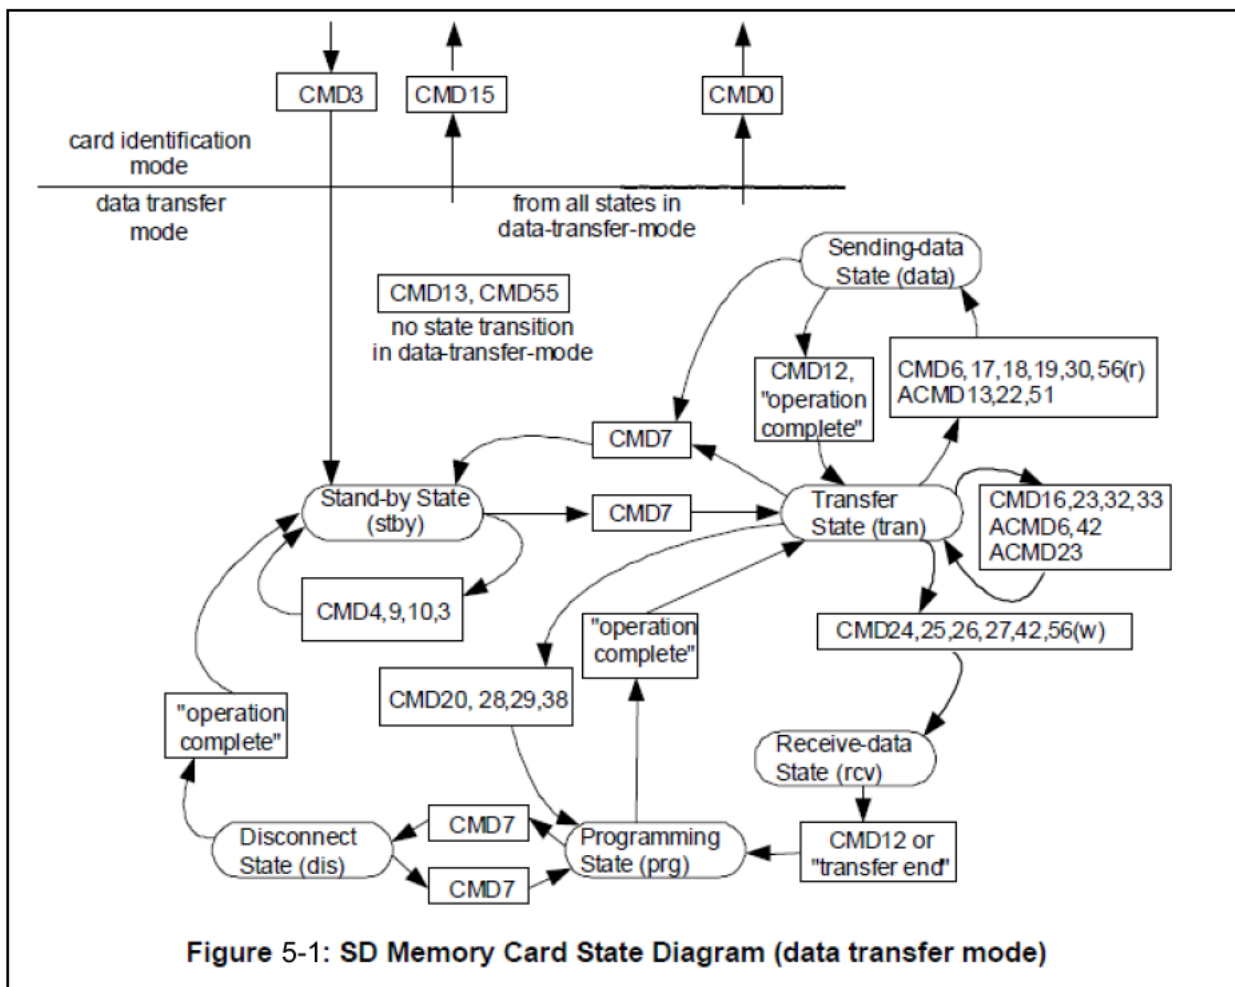 CMD3
CMD15
CMD0
card identification
mode
data transfer
mode
from all states in
data-transfer-mode
Sending-data
State (data)
CMD13, CMD55
no state transition
in data-transfer-mode
CMD12,
"operation
complete"
CMD6,17,18,19,30,56(r)
ACMD13,22,51
CMD7
Stand-by State
(stby)
CMD7
Transfer
State (tran)
CMD16,23,32,33
ACMD6,42
ACMD23
CMD4,9,10,3
"operation
complete"
CMD24,25,26,27,42,56(w)
CMD20, 28,29,38
"operation
complete"
Receive-data
State (rcv)
Disconnect
State (dis)
CMD7
CMD7
Programming
State (prg)
CMD12 or
"transfer end"
Figure 5-1: SD Memory Card State Diagram (data transfer mode)